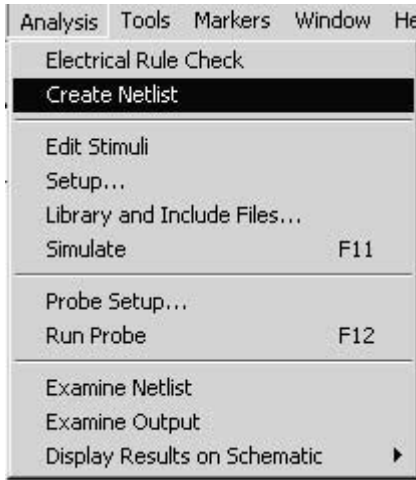 Analysis Tools Markers Window He
Electrical Rule Check
Create Netlist
Edit Stimuli
Setup...
Library and Include Files...
Simulate F11
Probe Setup...
Run Probe F12
Examine Netlist
Examine Output
Display Results on Schematic